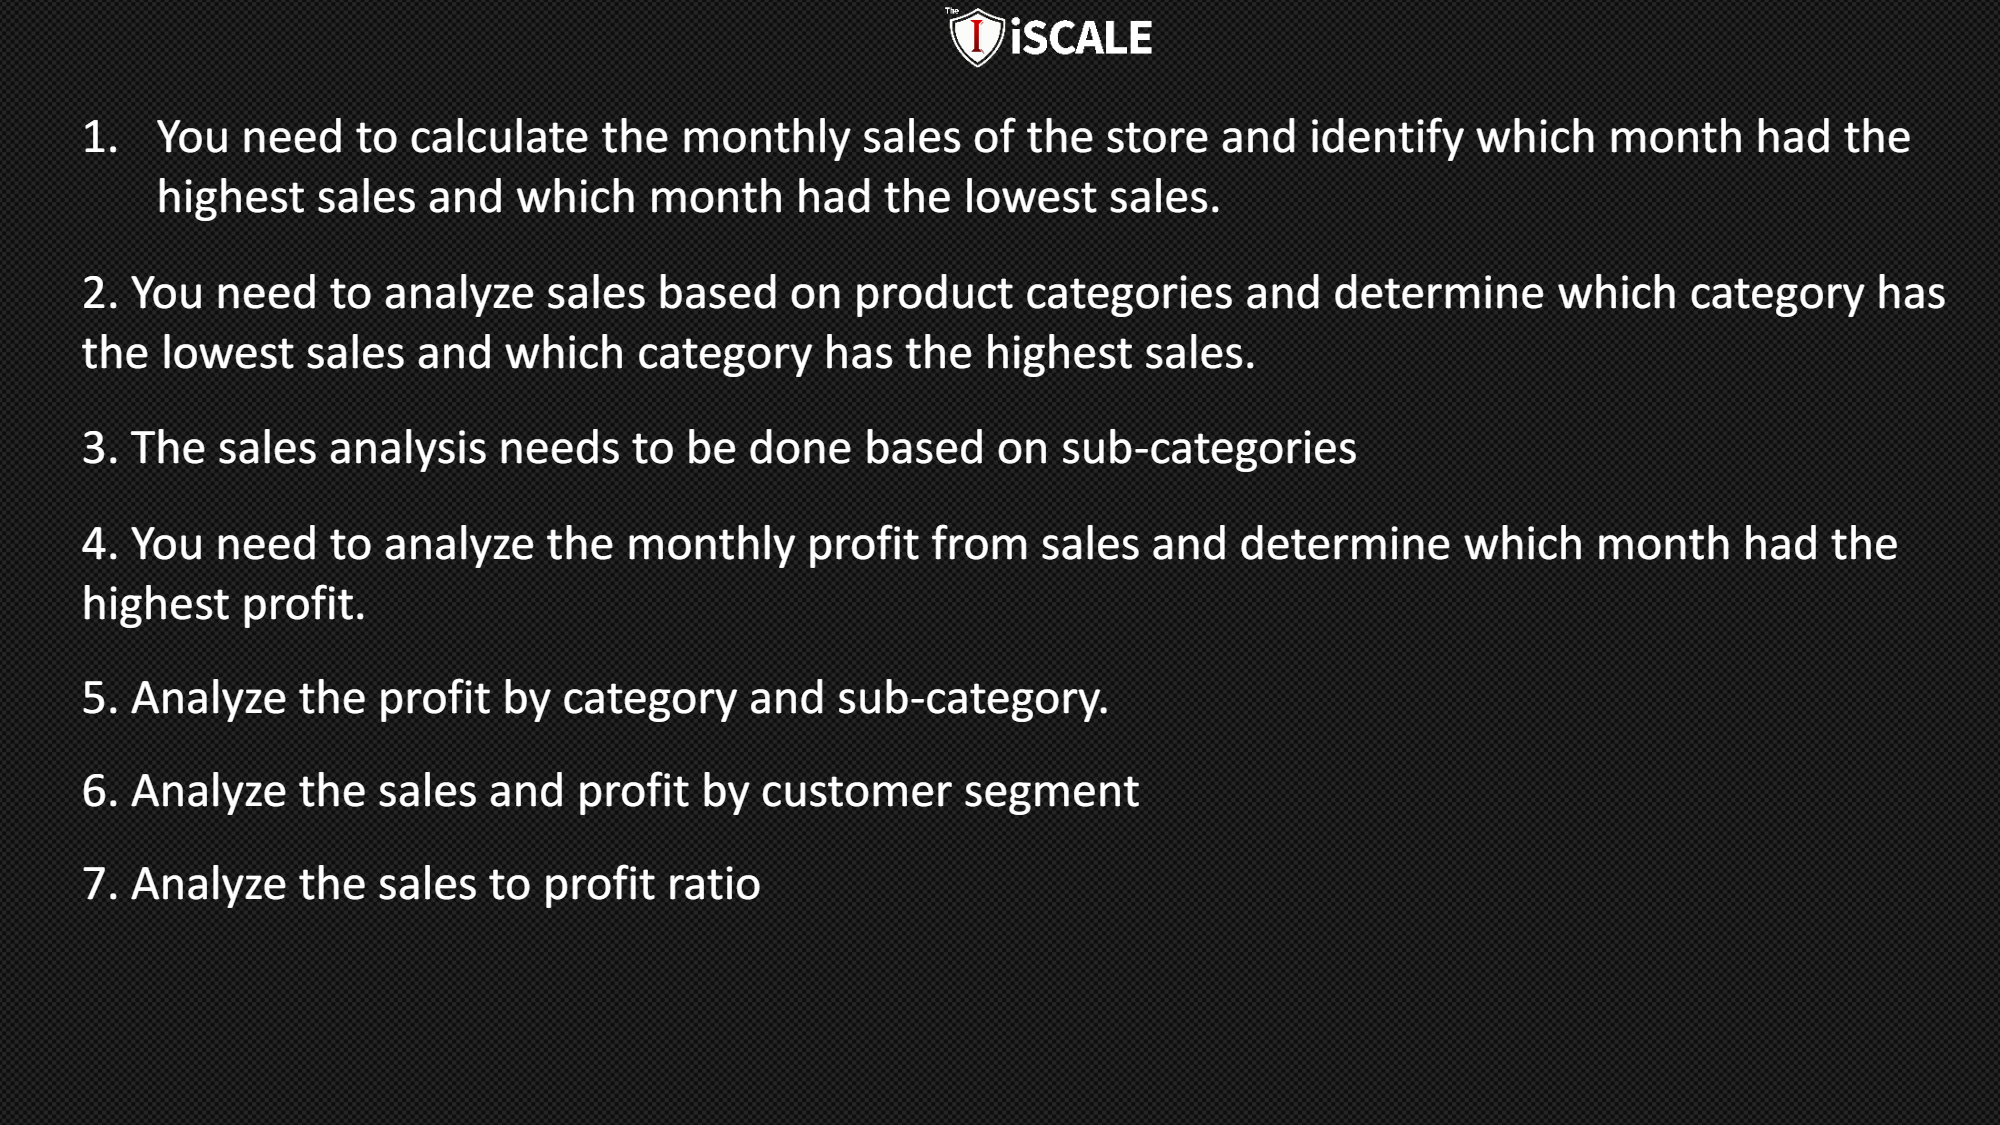 The
I iSCALE
1. You need to calculate the monthly sales of the store and identify which month had the
highest sales and which month had the lowest sales.
2. You need to analyze sales based on product categories and determine which category has
the lowest sales and which category has the highest sales.
3. The sales analysis needs to be done based on sub-categories
4. You need to analyze the monthly profit from sales and determine which month had the
highest profit.
5. Analyze the profit by category and sub-category.
6. Analyze the sales and profit by customer segment
7. Analyze the sales to profit ratio